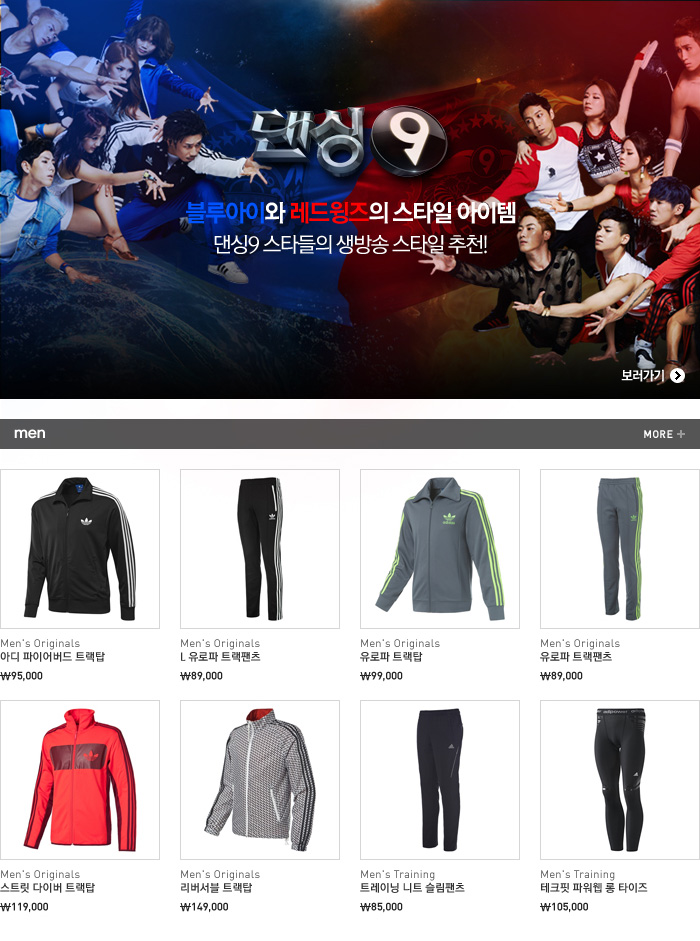 댄싱9
블루아이와 레드윙즈의 스타일 아이템
댄싱9 스타들의 생방송 스타일 추천!
보러가기
men
MORE +
Men's Originals
아디 파이어버드 트랙탑
₩95,000
Men's Originals
L 유로파 트랙팬츠
₩89,000
Men's Originals
유로파 트랙탑
₩99,000
Men's Originals
유로파 트랙팬츠
₩89,000
Men's Originals
스트릿 다이버 트랙탑
₩119,000
Men's Originals
리버서블 트랙탑
₩149,000
Men's Training
트레이닝 니트 슬림팬츠
₩85,000
Men's Training
테크핏 파워웹 롱 타이즈
₩105,000